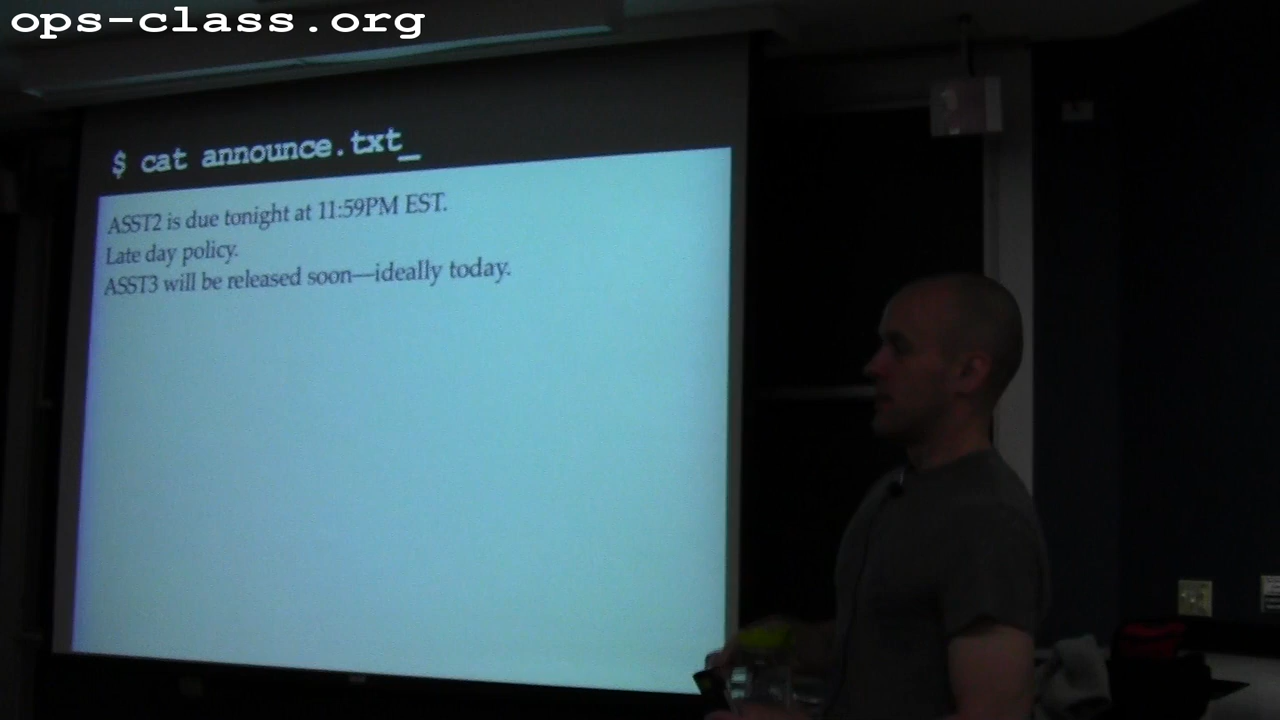 ops-class.org
$ cat announce.txt_
ASST2 is due tonight at 11:59PM EST.
Late day policy.
ASST3 will be released soon—ideally today.